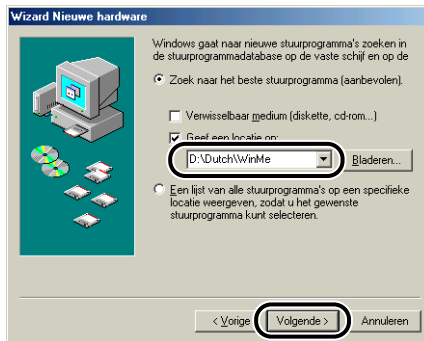 Wizard Nieuwe hardware
Windows gaat naar nieuwe stuurprogramma's zoeken in
de stuurprogrammadatabase op de vaste schijf en op de
Zoek naar het beste stuurprogramma (aanbevolen).
Verwisselbaar medium (diskette, cd-rom...)
Geef een locatie op:
D:\Dutch\WinMe
Bladeren...
Een lijst van alle stuurprogramma's op een specifieke
locatie weergeven, zodat u het gewenste
stuurprogramma kunt selecteren.
< Vorige
Volgende >
Annuleren